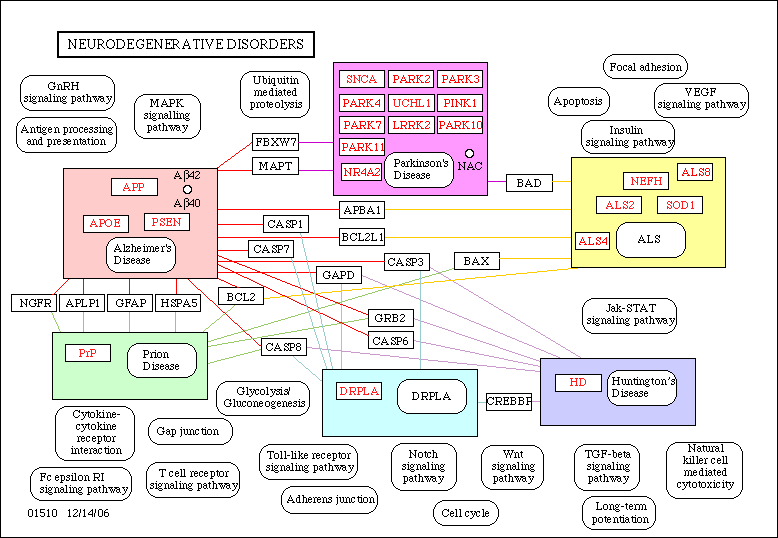 NEURODEGENERATIVE DISORDERS
GnRH
signaling pathway
MAPK
signalling
pathway
Antigen processing
and presentation
Ubiquitin
mediated
proteolysis
SNCA
PARK2
PARK3
PARK4
UCHL1
PINK1
PARK7
LRRK2
PARK10
PARK11
NR4A2
Parkinson's
Disease
NAC
Focal adhesion
Apoptosis
VEGF
signaling pathway
Insulin
signaling pathway
FBXW7
MAPT
BAD
APP
Aβ42
Aβ40
APOE
PSEN
Alzheimer's
Disease
APBA1
CASP1
BCL2L1
CASP7
CASP3
BAX
GAPD
NEFH
ALS8
ALS2
SOD1
ALS4
ALS
NGFR
APLP1
GFAP
HSPA5
BCL2
GRB2
CASP6
CASP8
Jak-STAT
signaling pathway
PrP
Prion
Disease
DRPLA
DRPLA
CREBBP
HD
Huntington's
Disease
Glycolysis/
Gluconeogenesis
Cytokine-
cytokine
receptor
interaction
Gap junction
Fc epsilon RI
signaling pathway
T cell receptor
signaling pathway
Toll-like receptor
signaling pathway
Adherens junction
Notch
signaling
pathway
Cell cycle
Wnt
signaling
pathway
TGF-beta
signaling
pathway
Long-term
potentiation
Natural
killer cell
mediated
cytotoxicity
01510 12/14/06